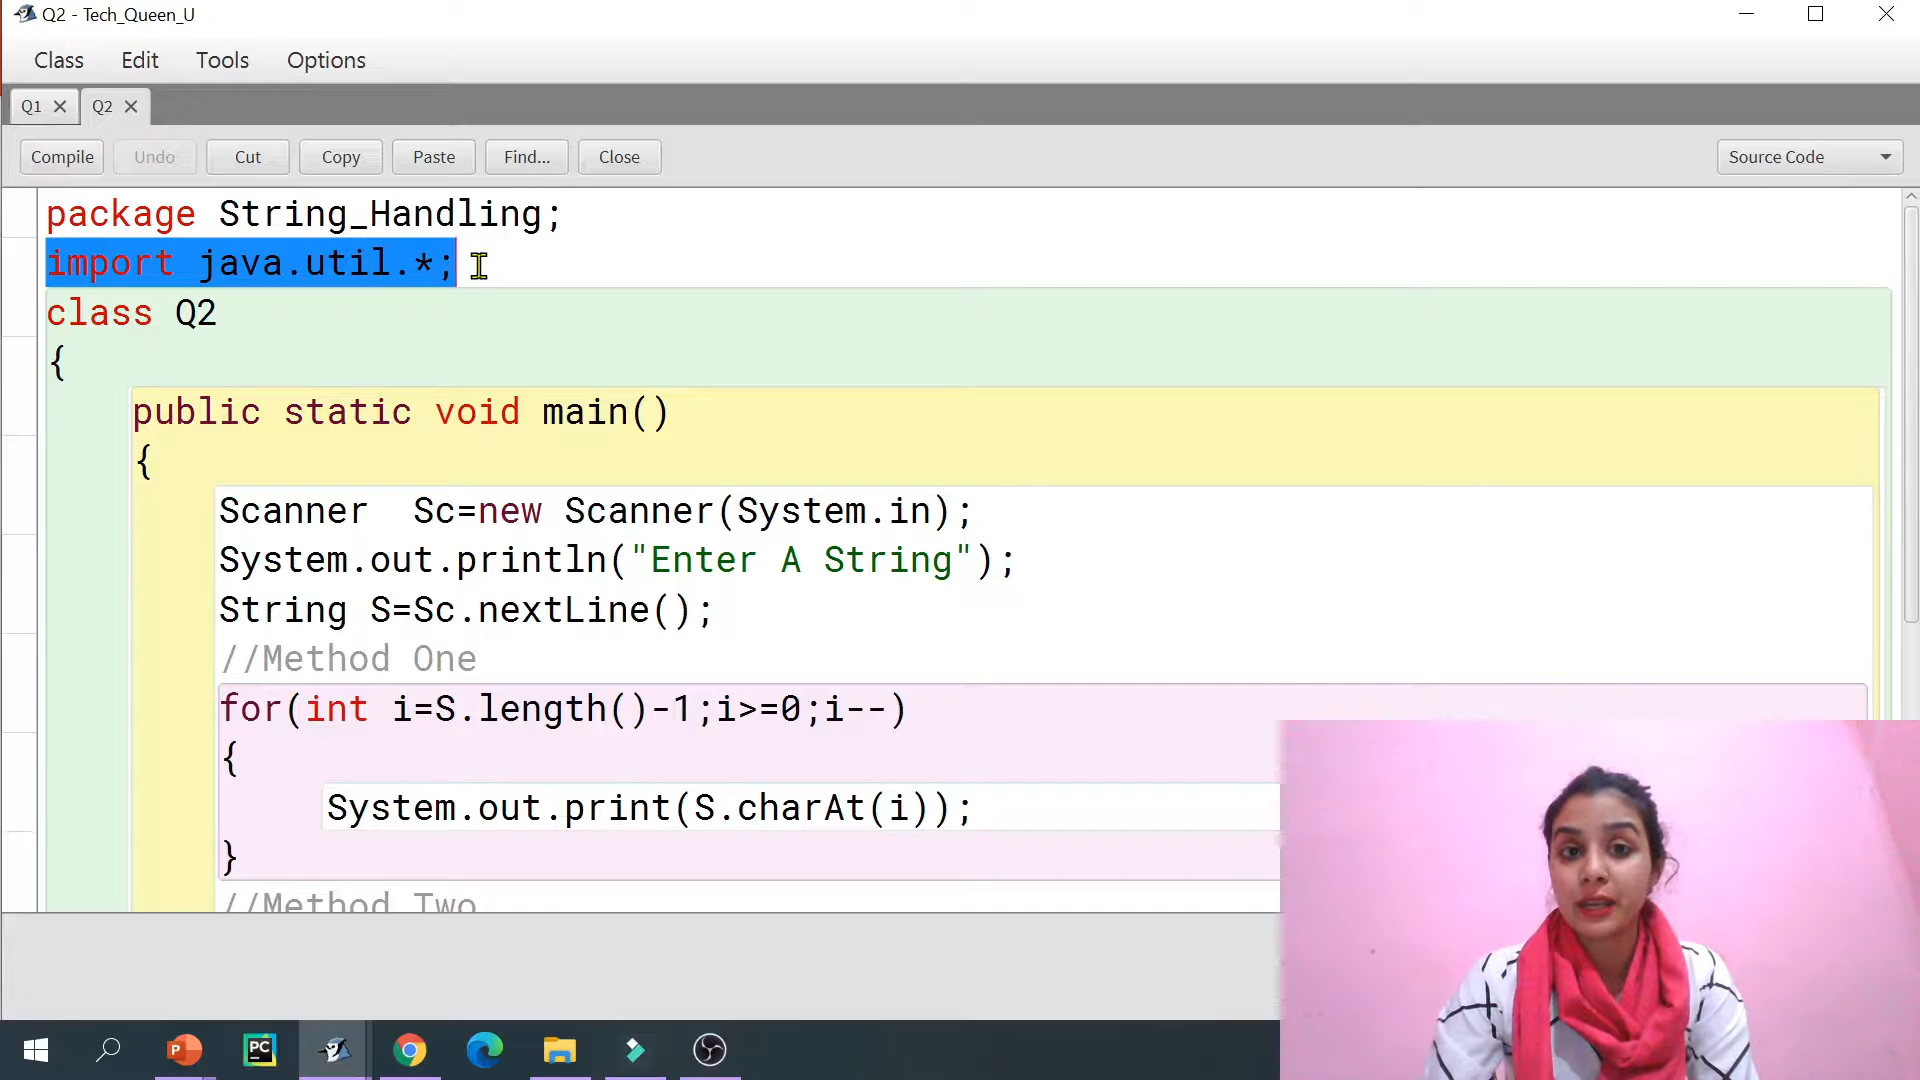 Q2 - Tech_Queen_U
Class Edit Tools Options
Q1 Q2
Compile Undo Cut Copy Paste Find... Close Source Code
package String_Handling;
import java.util.*;
class Q2
{
public static void main()
{
Scanner  Sc=new Scanner(System.in);
System.out.println("Enter A String");
String S=Sc.nextLine();
//Method One
for(int i=S.length()-1;i>=0;i--)
{
System.out.print(S.charAt(i));
}
//Method Two
P PC